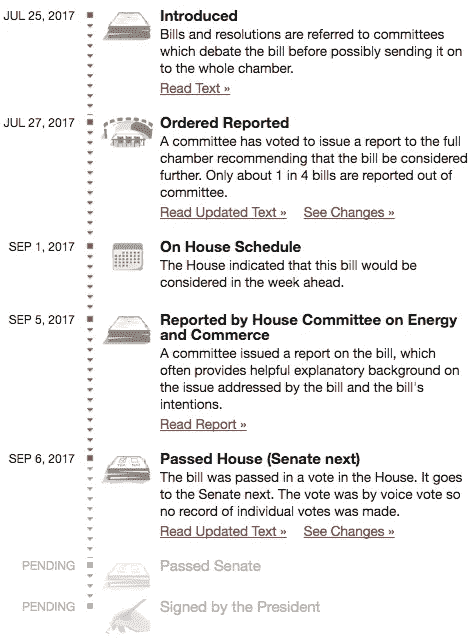 JUL 25, 2017 Introduced
Bills and resolutions are referred to committees
which debate the bill before possibly sending it on
to the whole chamber.
Read Text »
JUL 27, 2017 Ordered Reported
A committee has voted to issue a report to the full
chamber recommending that the bill be considered
further. Only about 1 in 4 bills are reported out of
committee.
Read Updated Text » See Changes »
SEP 1, 2017 On House Schedule
The House indicated that this bill would be
considered in the week ahead.
SEP 5, 2017 Reported by House Committee on Energy
and Commerce
A committee issued a report on the bill, which
often provides helpful explanatory background on
the issue addressed by the bill and the bill's
intentions.
Read Report »
SEP 6, 2017 Passed House (Senate next)
The bill was passed in a vote in the House. It goes
to the Senate next. The vote was by voice vote so
no record of individual votes was made.
Read Updated Text » See Changes »
PENDING Passed Senate
PENDING Signed by the President